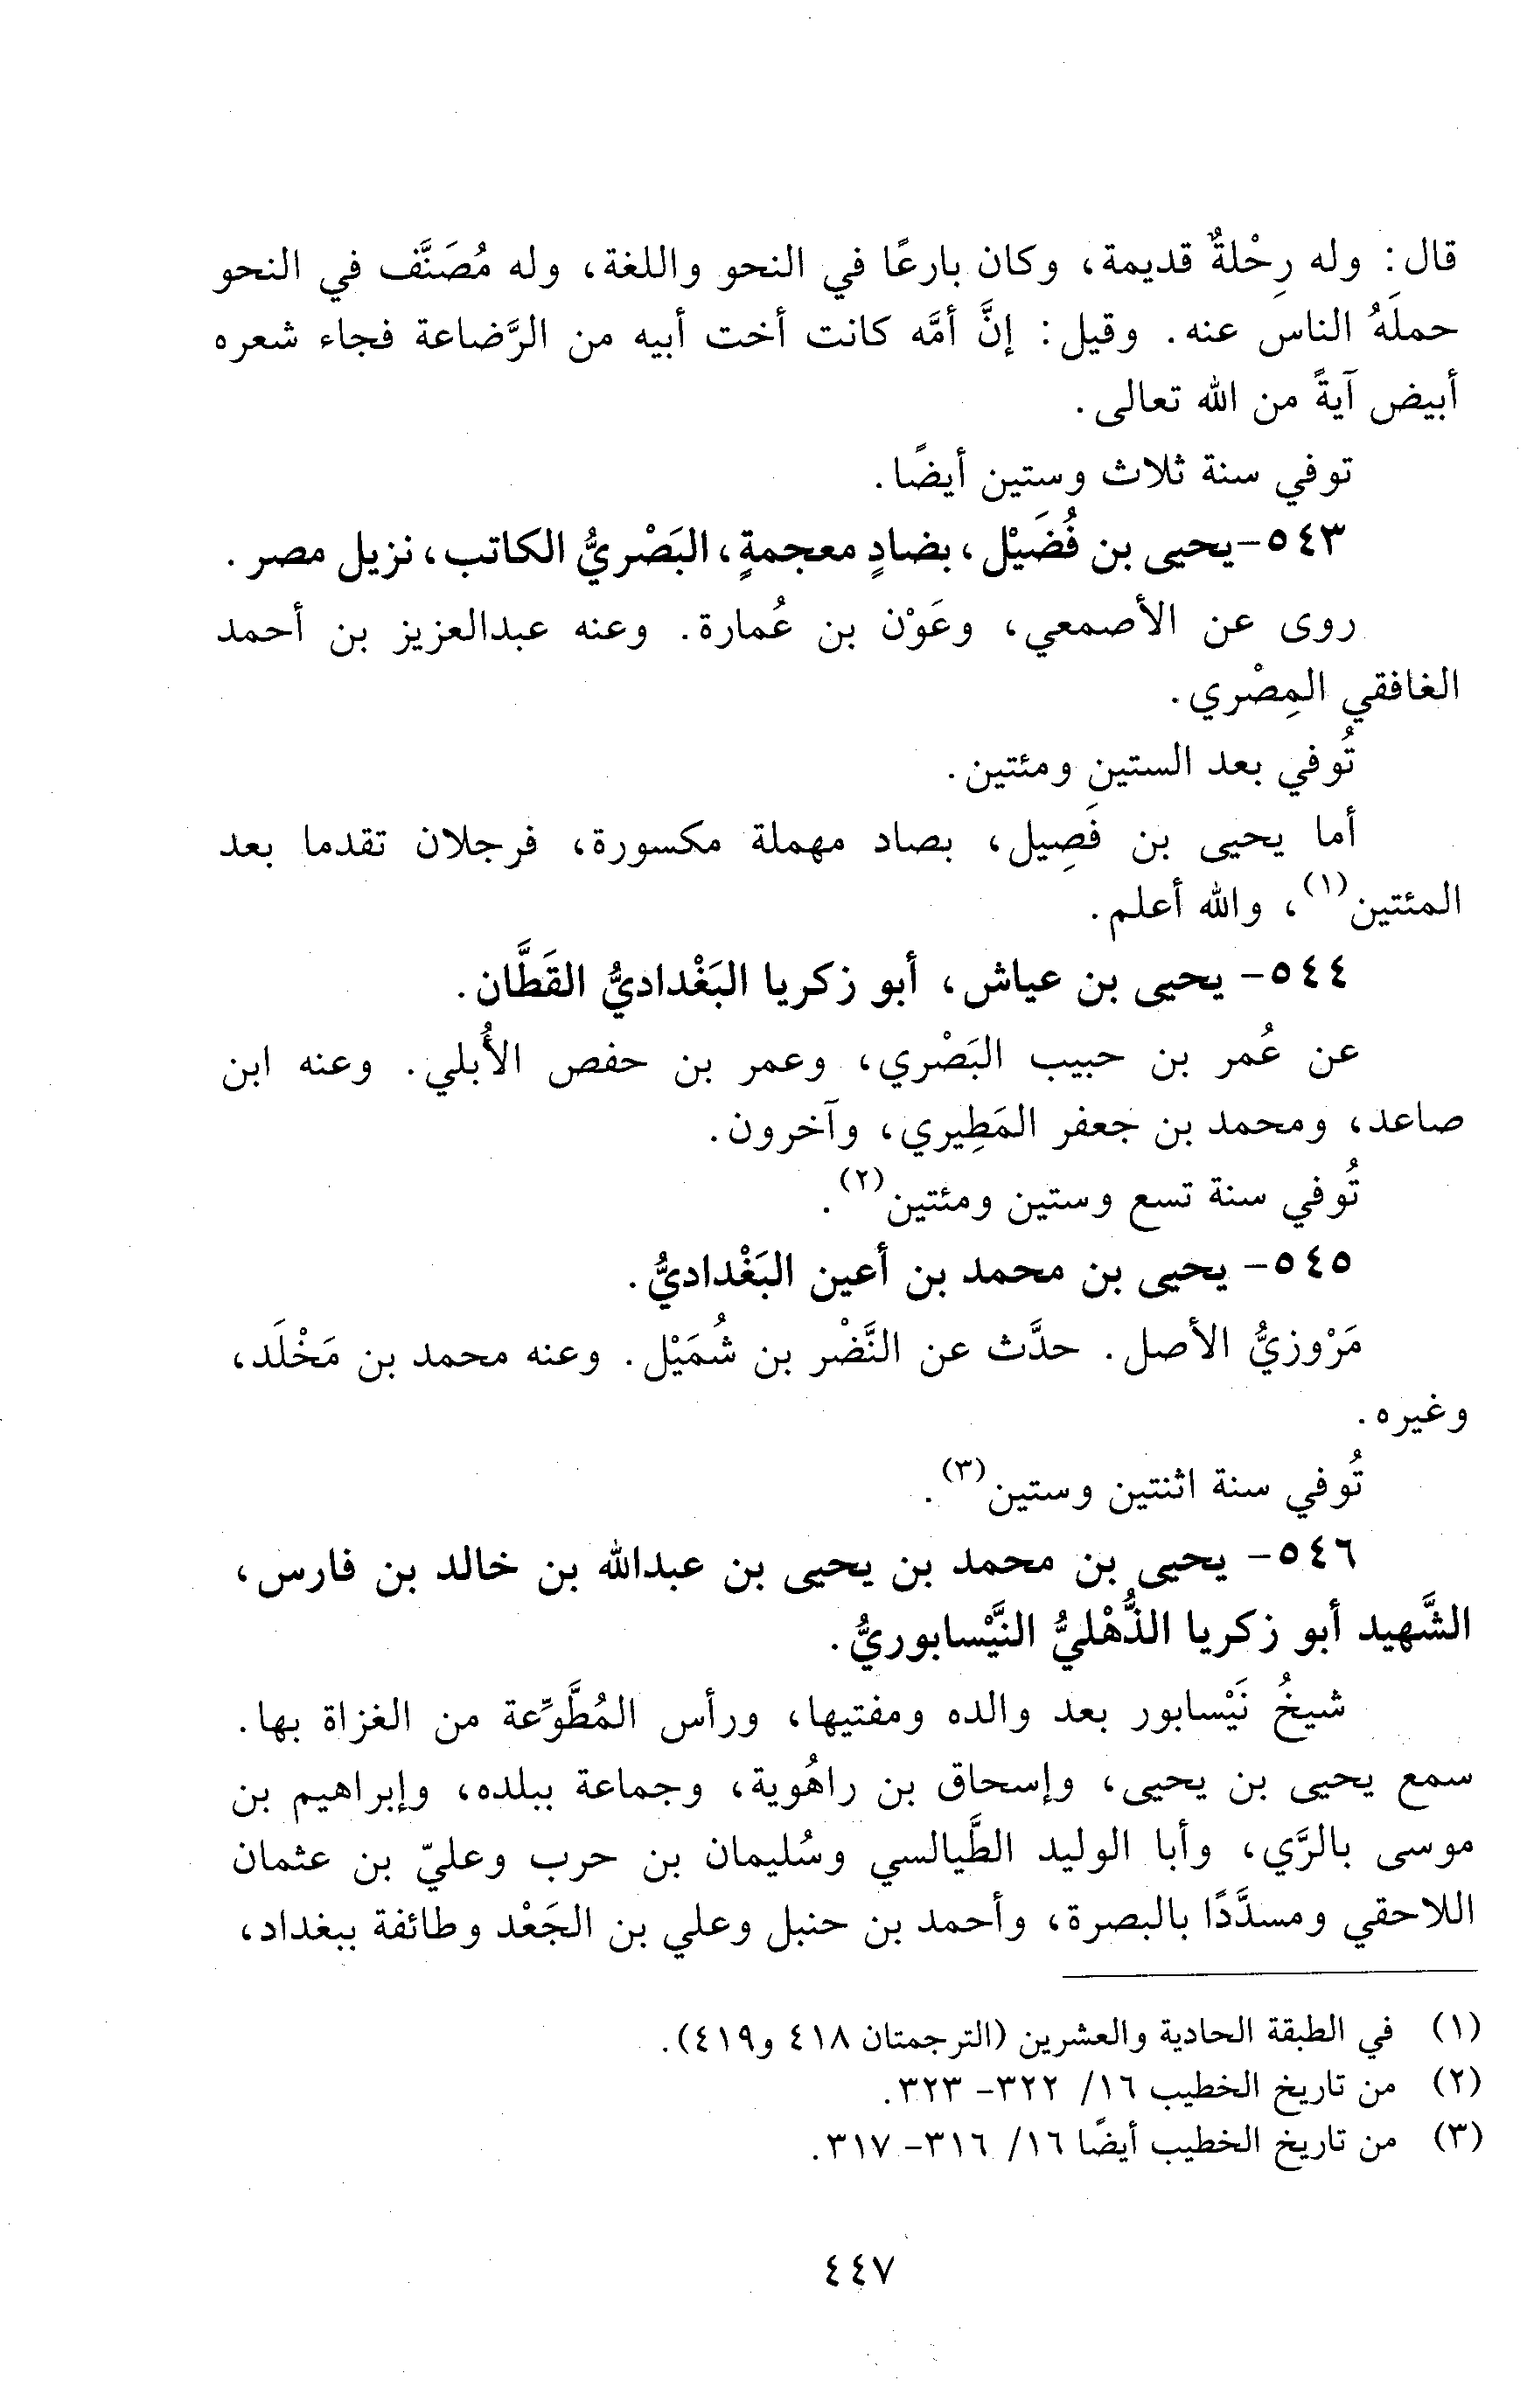 قال: وله رِحْلةٌ قديمة، وكان بارعًا في النحو واللغة، وله مُصَنَّف في النحو
حملَهُ الناس عنه. وقيل: إنَّ أمَّه كانت أخت أبيه من الرَّضاعة فجاء شعره
أبيض آيةً من الله تعالى.
توفي سنة ثلاث وستين أيضًا.
٥٤٣-يحيى بن فُضَيْل، بضادٍ معجمةٍ، البَصْريُّ الكاتب، نزيل مصر.
روى عن الأصمعي، وعَوْن بن عُمارة. وعنه عبدالعزيز بن أحمد
الغافقي المِصْري.
تُوفي بعد الستين ومئتين.
أما يحيى بن فَصِيل، بصاد مهملة مكسورة، فرجلان تقدما بعد
المئتين(١)، والله أعلم.
٥٤٤- يحيى بن عياش، أبو زكريا البَغْداديُّ القَطَّان.
عن عُمر بن حبيب البَصْري، وعمر بن حفص الأُبلي. وعنه ابن
صاعد، ومحمد بن جعفر المَطِيري، وآخرون.
تُوفي سنة تسع وستين ومئتين(٢).
٥٤٥- يحيى بن محمد بن أعين البَغْداديُّ.
مَرْوزيُّ الأصل. حدَّث عن النَّضْر بن شُمَيْل. وعنه محمد بن مَخْلَد،
وغيره.
تُوفي سنة اثنتين وستين(٣).
٥٤٦- يحيى بن محمد بن يحيى بن عبدالله بن خالد بن فارس،
الشَّهيد أبو زكريا الذُّهْليُّ النَّيْسابوريُّ.
شيخُ نَيْسابور بعد والده ومفتيها، ورأس المُطَّوِّعة من الغزاة بها.
سمع يحيى بن يحيى، وإسحاق بن راهُوية، وجماعة ببلده، وإبراهيم بن
موسى بالرَّي، وأبا الوليد الطَّيالسي وسُليمان بن حرب وعليّ بن عثمان
اللاحقي ومسدَّدًا بالبصرة، وأحمد بن حنبل وعلي بن الجَعْد وطائفة ببغداد،
(١) في الطبقة الحادية والعشرين (الترجمتان ٤١٨ و٤١٩).
(٢) من تاريخ الخطيب ١٦/ ٣٢٢- ٣٢٣.
(٣) من تاريخ الخطيب أيضًا ١٦/ ٣١٦- ٣١٧.
٤٤٧